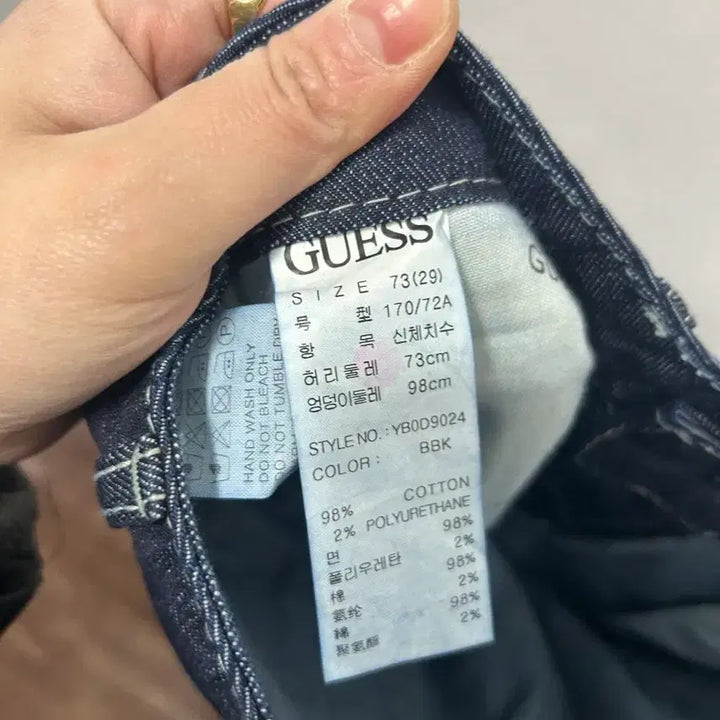 GUESS
SIZE 73(29)
호 형 170/72A
항 목 신체치수
허리둘레 73cm
엉덩이둘레 98cm
STYLE NO.: YB0D9024
COLOR: BBK
98% COTTON
2% POLYURETHANE
면 98%
폴리우레탄 2%
棉 98%
氨纶 2%
綿 98%
聚氨酯 2%
HAND WASH ONLY
DO NOT BLEACH
DO NOT TUMBLE DRY
GU